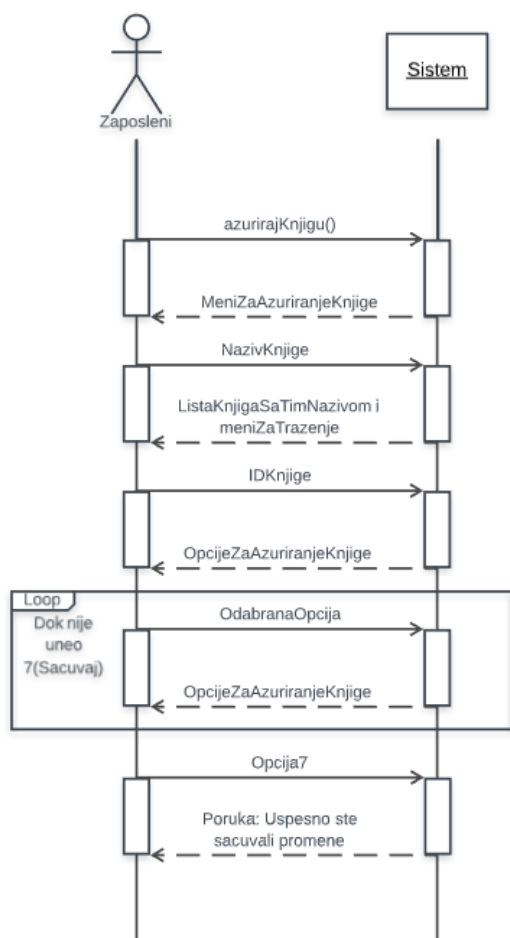 Zaposleni
Sistem
azurirajKnjigu()
MeniZaAzuriranjeKnjige
NazivKnjige
ListaKnjigaSaTimNazivom i
meniZaTrazenje
IDKnjige
OpcijeZaAzuriranjeKnjige
Loop
Dok nije
uneo
7(Sacuvaj)
OdabranaOpcija
OpcijeZaAzuriranjeKnjige
Opcija7
Poruka: Uspesno ste
sacuvali promene